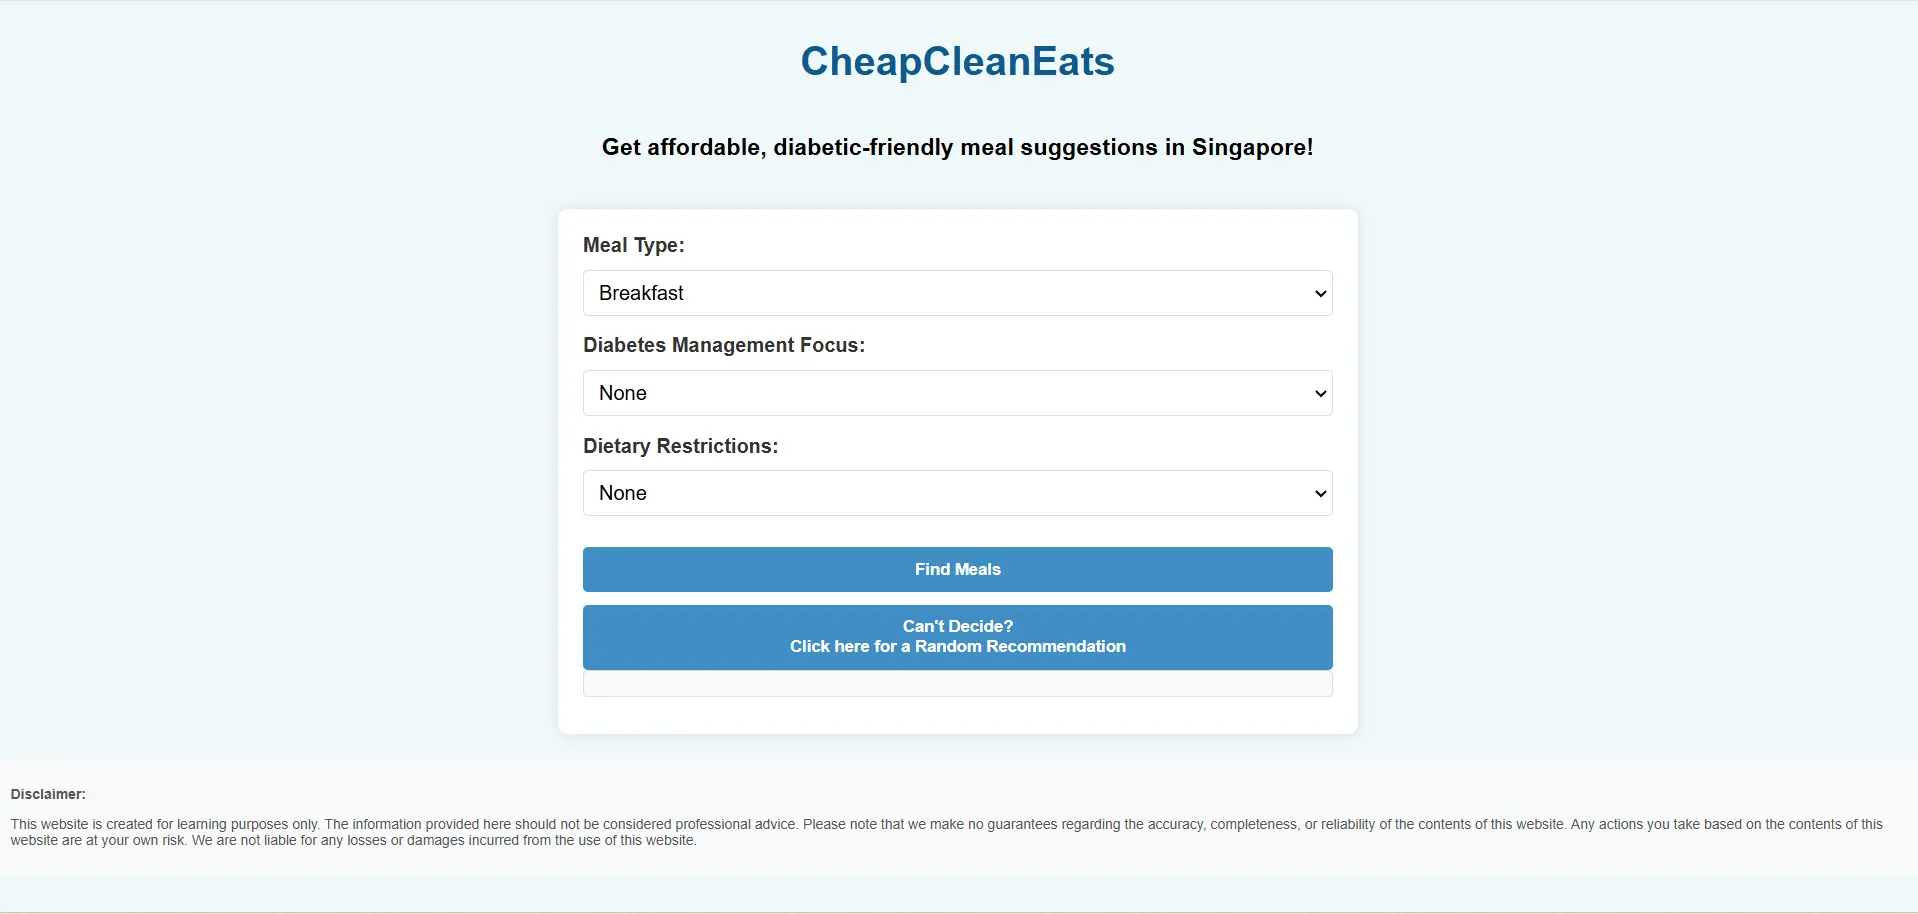 CheapCleanEats
Get affordable, diabetic-friendly meal suggestions in Singapore!
Meal Type:
Breakfast
Diabetes Management Focus:
None
Dietary Restrictions:
None
Find Meals
Can't Decide?
Click here for a Random Recommendation
Disclaimer:
This website is created for learning purposes only. The information provided here should not be considered professional advice. Please note that we make no guarantees regarding the accuracy, completeness, or reliability of the contents of this website. Any actions you take based on the contents of this
website are at your own risk. We are not liable for any losses or damages incurred from the use of this website.